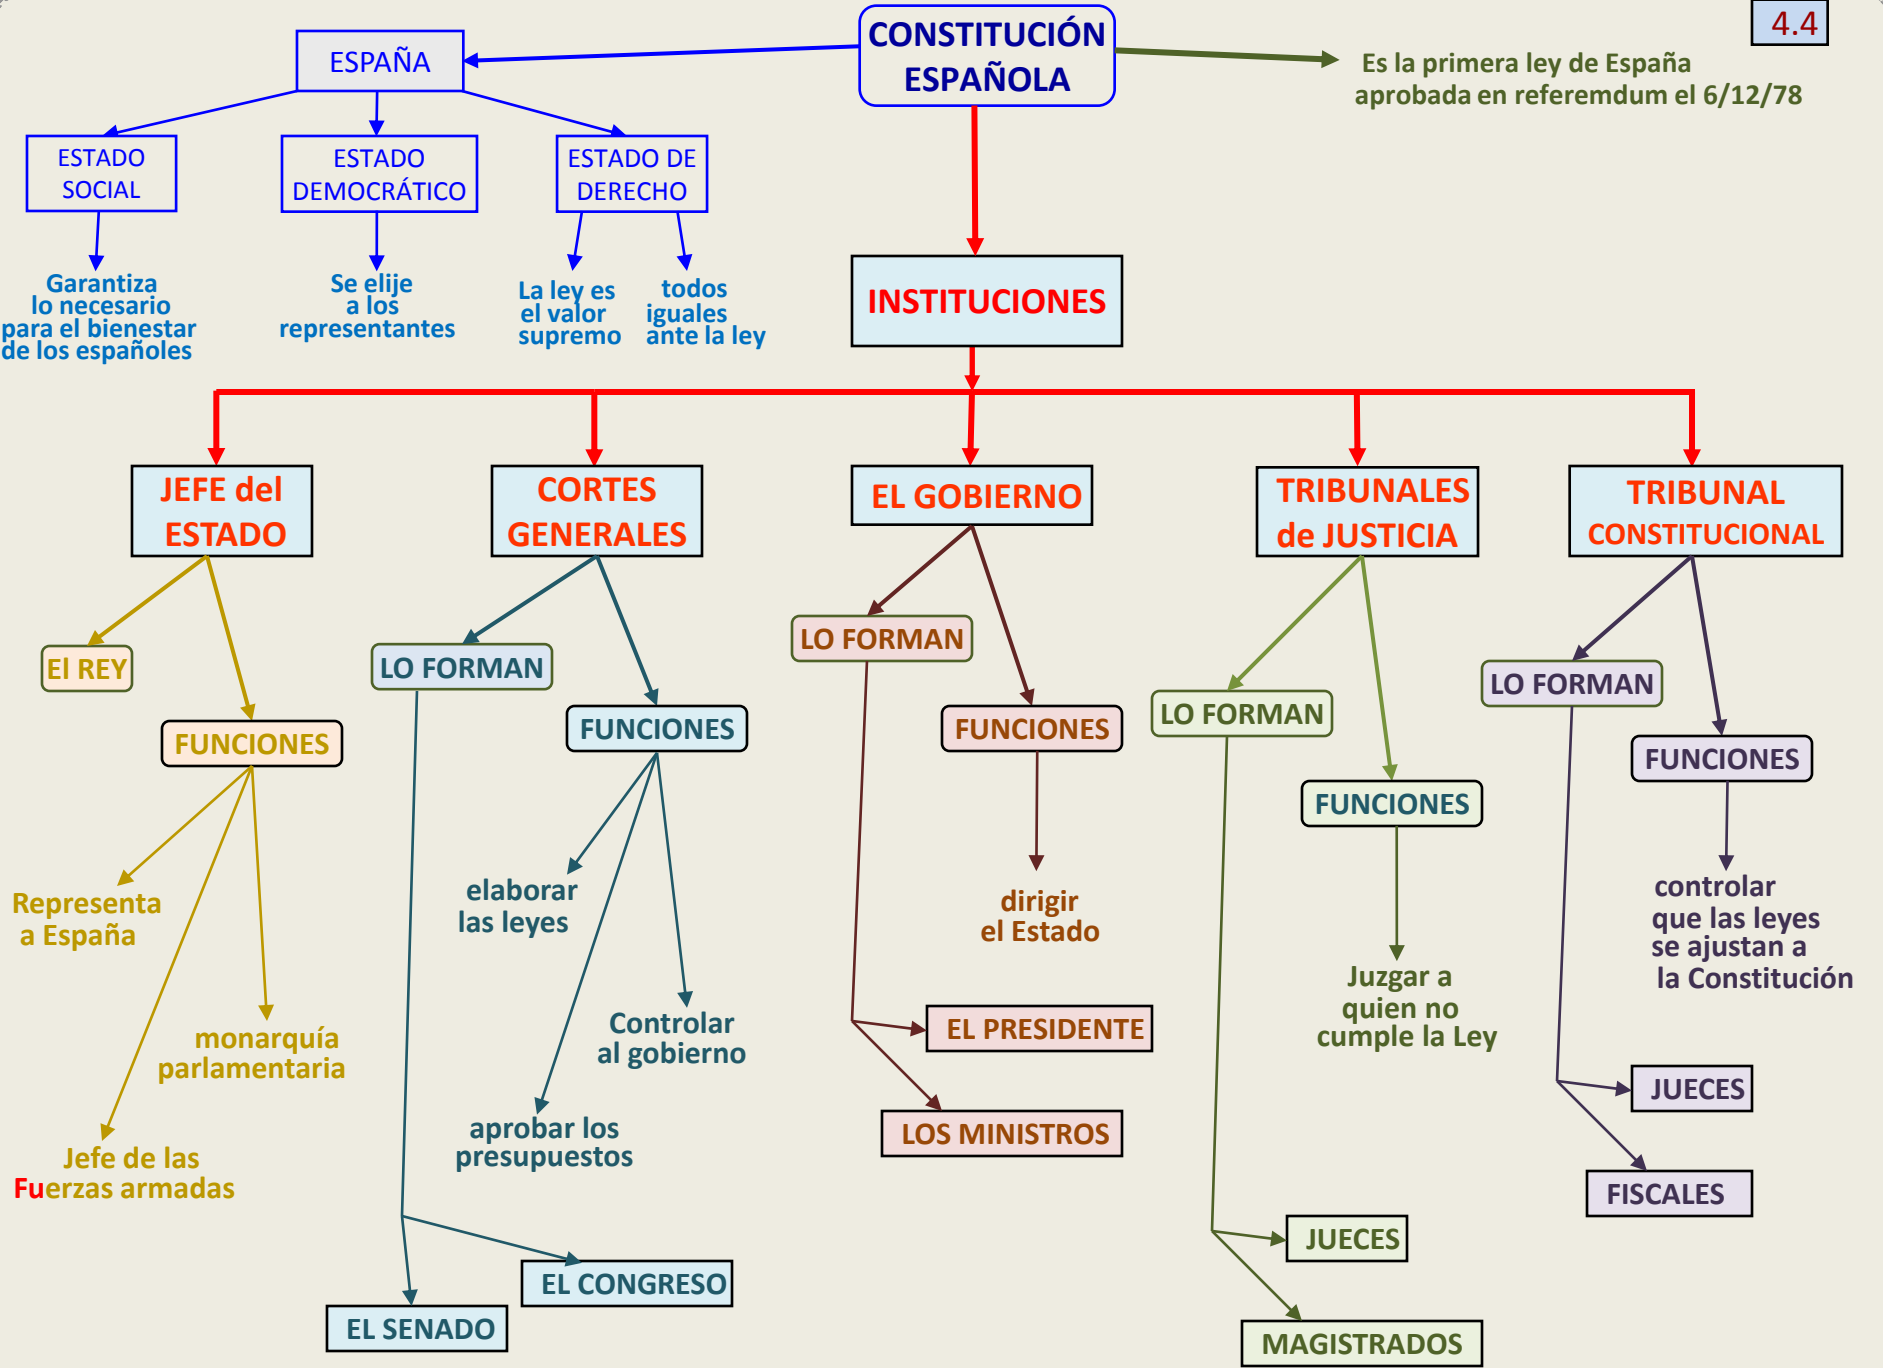 CONSTITUCIÓN
ESPAÑOLA
4.4
Es la primera ley de España
aprobada en referemdum el 6/12/78
ESPAÑA
ESTADO
SOCIAL
ESTADO
DEMOCRÁTICO
ESTADO DE
DERECHO
Garantiza
lo necesario
para el bienestar
de los españoles
Se elije
a los
representantes
La ley es
el valor
supremo
todos
iguales
ante la ley
INSTITUCIONES
JEFE del
ESTADO
CORTES
GENERALES
EL GOBIERNO
TRIBUNALES
de JUSTICIA
TRIBUNAL
CONSTITUCIONAL
El REY
FUNCIONES
Representa
a España
monarquía
parlamentaria
Jefe de las
Fuerzas armadas
LO FORMAN
FUNCIONES
elaborar
las leyes
Controlar
al gobierno
aprobar los
presupuestos
EL CONGRESO
EL SENADO
LO FORMAN
FUNCIONES
dirigir
el Estado
EL PRESIDENTE
LOS MINISTROS
LO FORMAN
FUNCIONES
Juzgar a
quien no
cumple la Ley
JUECES
MAGISTRADOS
LO FORMAN
FUNCIONES
controlar
que las leyes
se ajustan a
la Constitución
JUECES
FISCALES